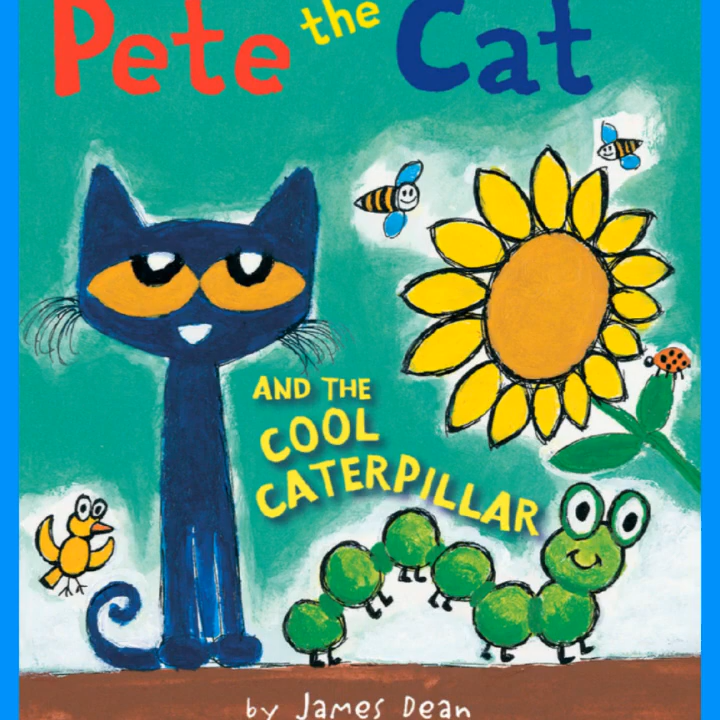 Pete the Cat
AND THE
COOL
CATERPILLAR
by James Dean